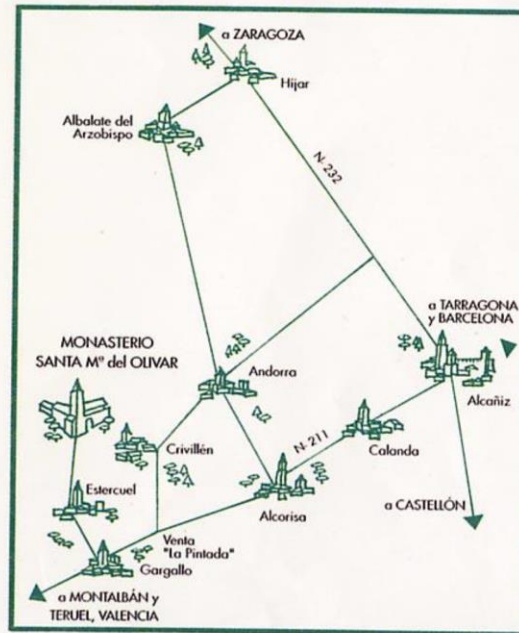 a ZARAGOZA
Híjar
Albalate del
Arzobispo
N-232
a TARRAGONA
y BARCELONA
MONASTERIO
SANTA Mª del OLIVAR
Andorra
Alcañiz
Crivillén
N-211
Calanda
Estercuel
Alcorisa
a CASTELLÓN
Venta
"La Pintada"
Gargallo
a MONTALBÁN y
TERUEL, VALENCIA